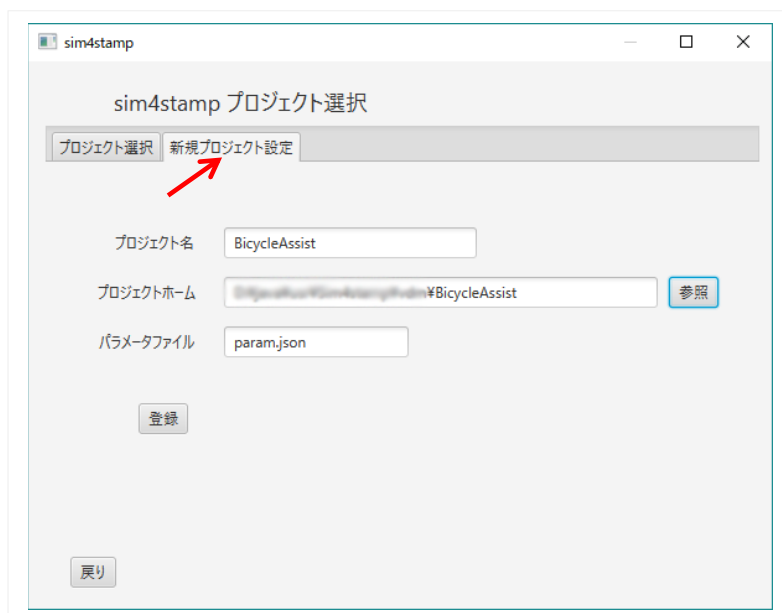 sim4stamp
sim4stamp プロジェクト選択
プロジェクト選択 新規プロジェクト設定
プロジェクト名 BicycleAssist
プロジェクトホーム ¥BicycleAssist 参照
パラメータファイル param.json
登録
戻り